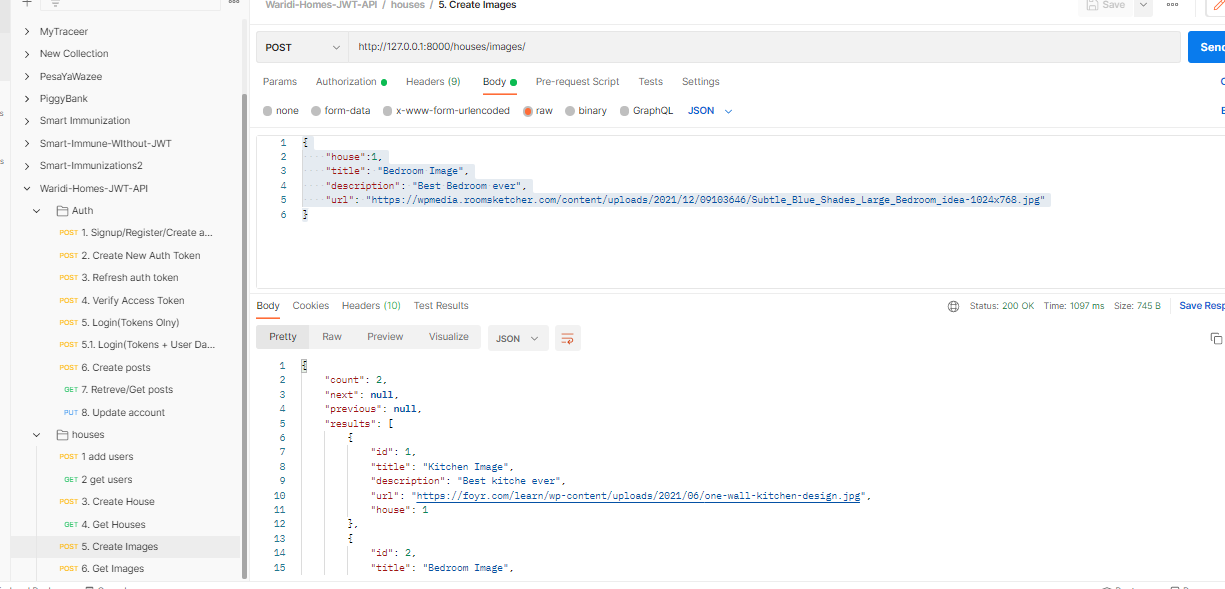 Waridi-Homes-JWT-API / houses / 5. Create Images
Save
MyTraceer
New Collection
PesaYaWazee
PiggyBank
Smart Immunization
Smart-Immune-WIthout-JWT
Smart-Immunizations2
Waridi-Homes-JWT-API
Auth
POST 1. Signup/Register/Create a...
POST 2. Create New Auth Token
POST 3. Refresh auth token
POST 4. Verify Access Token
POST 5. Login(Tokens Olny)
POST 5.1. Login(Tokens + User Da...
POST 6. Create posts
GET 7. Retreve/Get posts
PUT 8. Update account
houses
POST 1 add users
GET 2 get users
POST 3. Create House
GET 4. Get Houses
POST 5. Create Images
POST 6. Get Images
POST http://127.0.0.1:8000/houses/images/ Send
Params Authorization Headers (9) Body Pre-request Script Tests Settings
none form-data x-www-form-urlencoded raw binary GraphQL JSON
1 {
2 "house":1,
3 "title": "Bedroom Image",
4 "description": "Best Bedroom ever",
5 "url": "https://wpmedia.roomsketcher.com/content/uploads/2021/12/09103646/Subtle_Blue_Shades_Large_Bedroom_idea-1024x768.jpg"
6 }
Body Cookies Headers (10) Test Results Status: 200 OK Time: 1097 ms Size: 745 B Save Resp
Pretty Raw Preview Visualize JSON
1 {
2 "count": 2,
3 "next": null,
4 "previous": null,
5 "results": [
6 {
7 "id": 1,
8 "title": "Kitchen Image",
9 "description": "Best kitche ever",
10 "url": "https://foyr.com/learn/wp-content/uploads/2021/06/one-wall-kitchen-design.jpg",
11 "house": 1
12 },
13 {
14 "id": 2,
15 "title": "Bedroom Image",